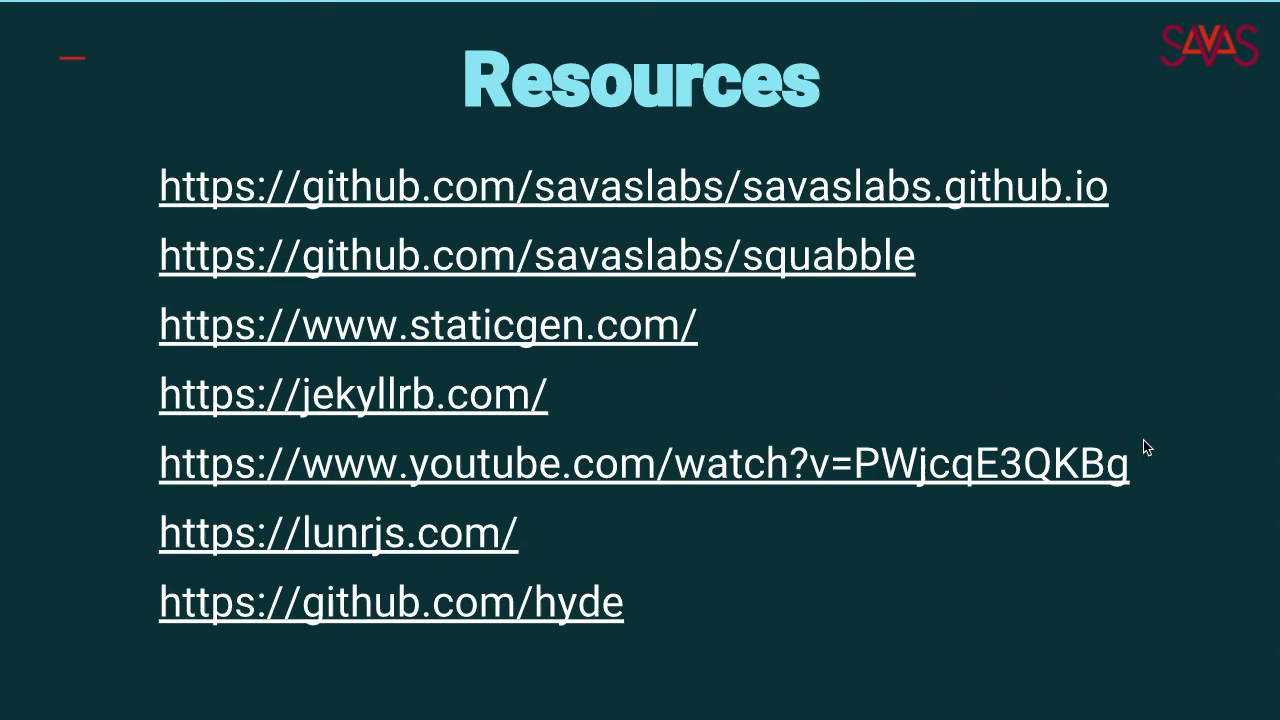 SAVAS
Resources
https://github.com/savaslabs/savaslabs.github.io
https://github.com/savaslabs/squabble
https://www.staticgen.com/
https://jekyllrb.com/
https://www.youtube.com/watch?v=PWjcqE3QKBg
https://lunrjs.com/
https://github.com/hyde